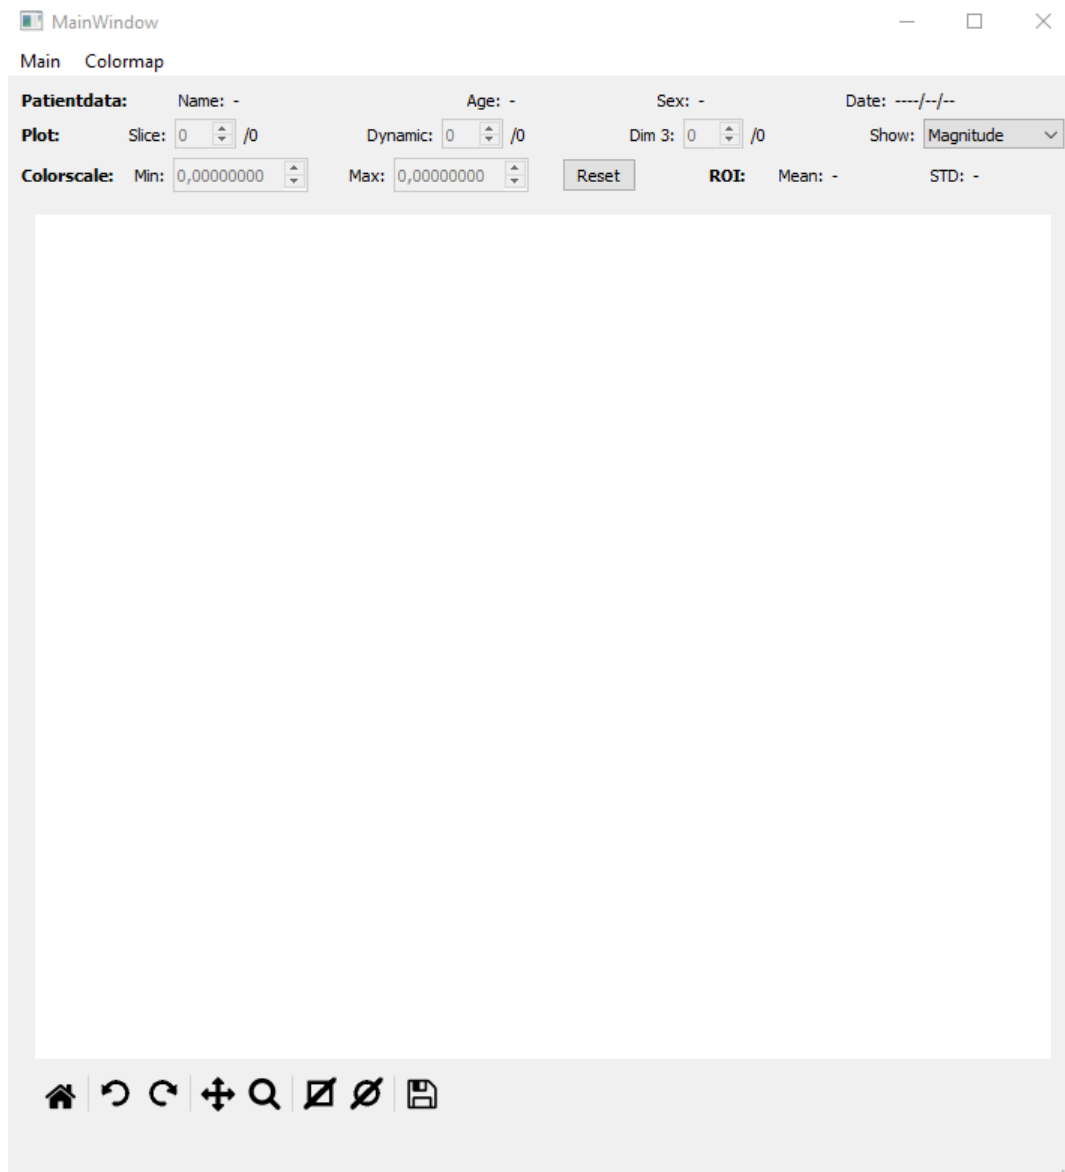 MainWindow
Main Colormap
Patientdata: Name: - Age: - Sex: - Date: ----/--/--
Plot: Slice: 0 /0 Dynamic: 0 /0 Dim 3: 0 /0 Show: Magnitude
Colorscale: Min: 0,00000000 Max: 0,00000000 Reset ROI: Mean: - STD: -